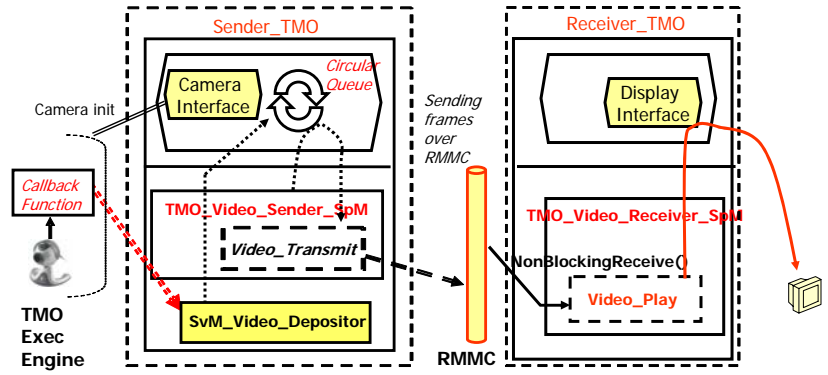 Sender_TMO
Receiver_TMO
Camera
Interface
Circular
Queue
Display
Interface
Camera init
Sending
frames
over
RMMC
Callback
Function
TMO_Video_Sender_SpM
Video_Transmit
TMO_Video_Receiver_SpM
NonBlockingReceive()
Video_Play
SvM_Video_Depositor
TMO
Exec
Engine
RMMC